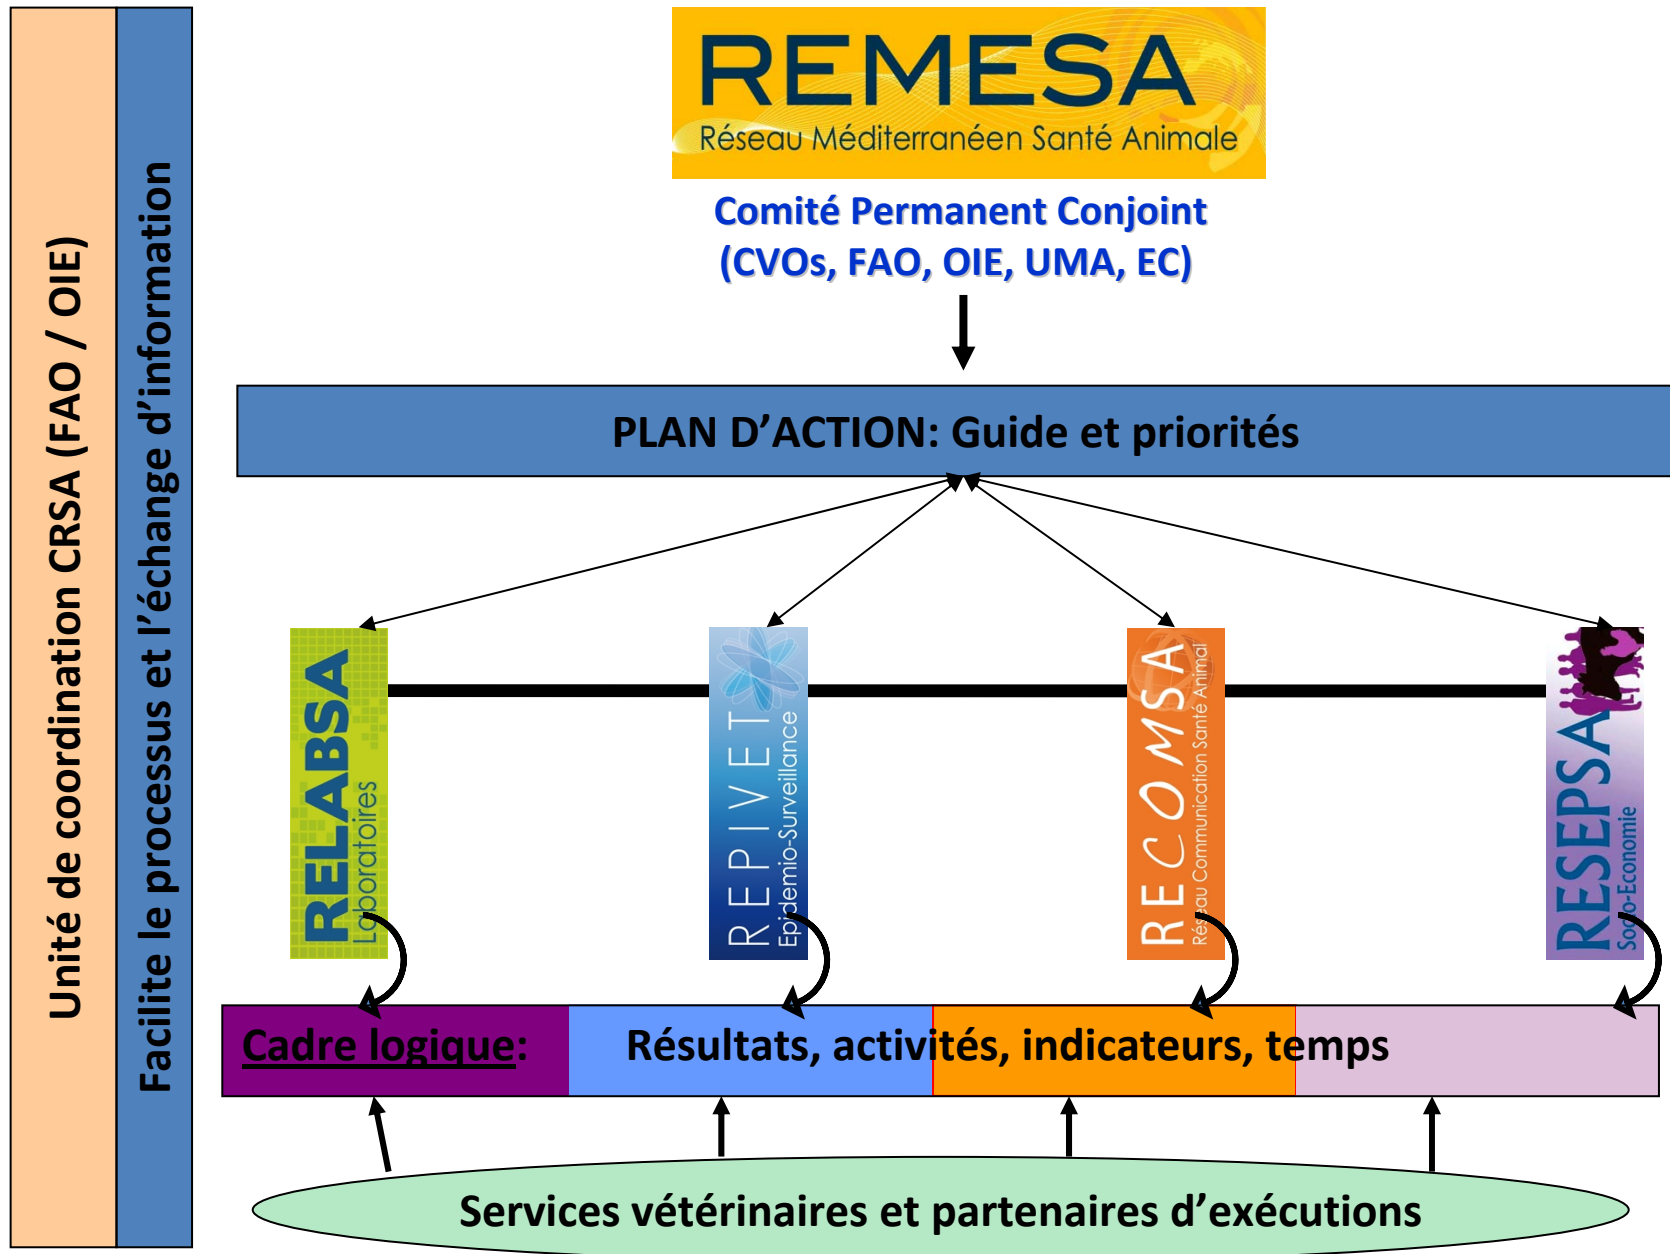 Unité de coordination CRSA (FAO / OIE)
Facilite le processus et l’échange d’information
REMESA
Réseau Méditerranéen Santé Animale
Comité Permanent Conjoint
(CVOs, FAO, OIE, UMA, EC)
PLAN D’ACTION: Guide et priorités
RELABSA
Laboratoires
REPIVET
Epidemio-Surveillance
RECOMSA
Réseau Communication Santé Animal
RESEPSA
Socio-Economie
Cadre logique: Résultats, activités, indicateurs, temps
Services vétérinaires et partenaires d’exécutions